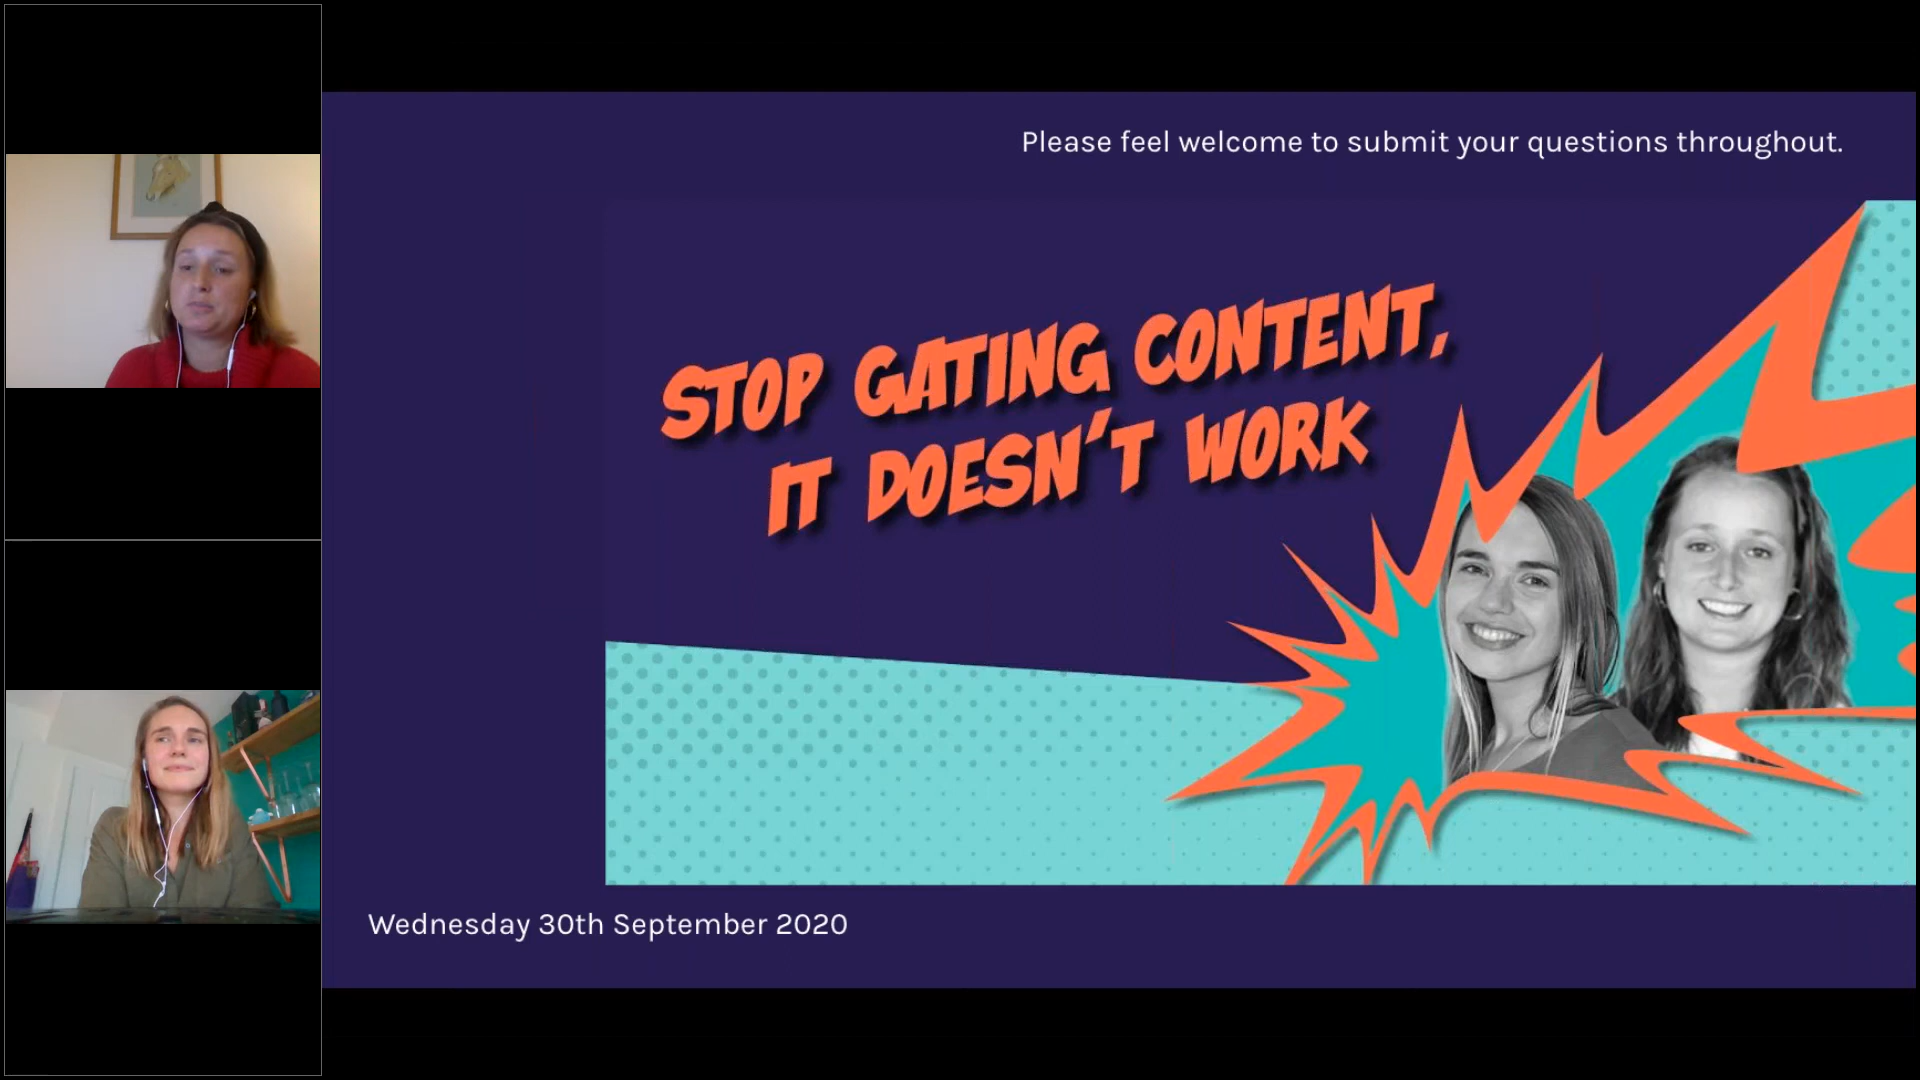 Please feel welcome to submit your questions throughout.
STOP GATING CONTENT,
IT DOESN'T WORK
Wednesday 30th September 2020